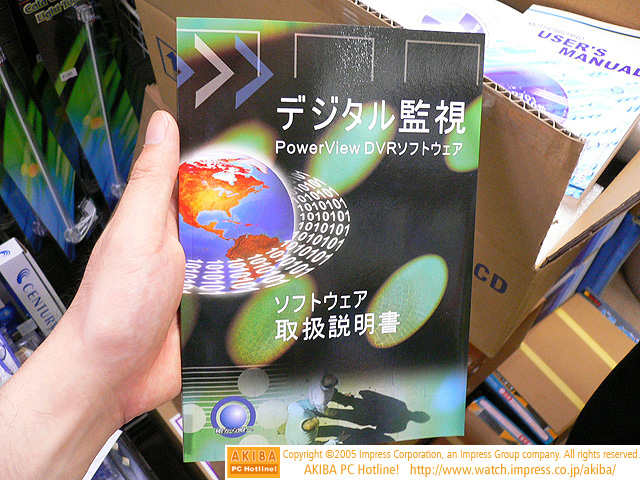 デジタル監視
PowerView DVRソフトウェア
1010101
1010101
1010101
1010101
1010101
ソフトウェア
取扱説明書
USER'S
MANUAL
CD
CENTURY
AKIBA
PC Hotline!
Copyright ©2005 Impress Corporation, an Impress Group company. All rights reserved.
AKIBA PC Hotline! http://www.watch.impress.co.jp/akiba/